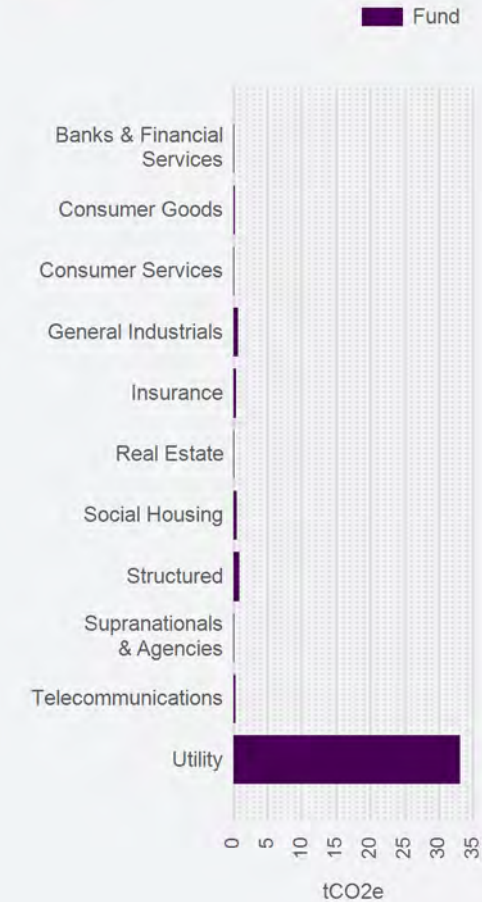 Fund
Banks & Financial
Services
Consumer Goods
Consumer Services
General Industrials
Insurance
Real Estate
Social Housing
Structured
Supranationals
& Agencies
Telecommunications
Utility
0 5 10 15 20 25 30 35
tCO2e